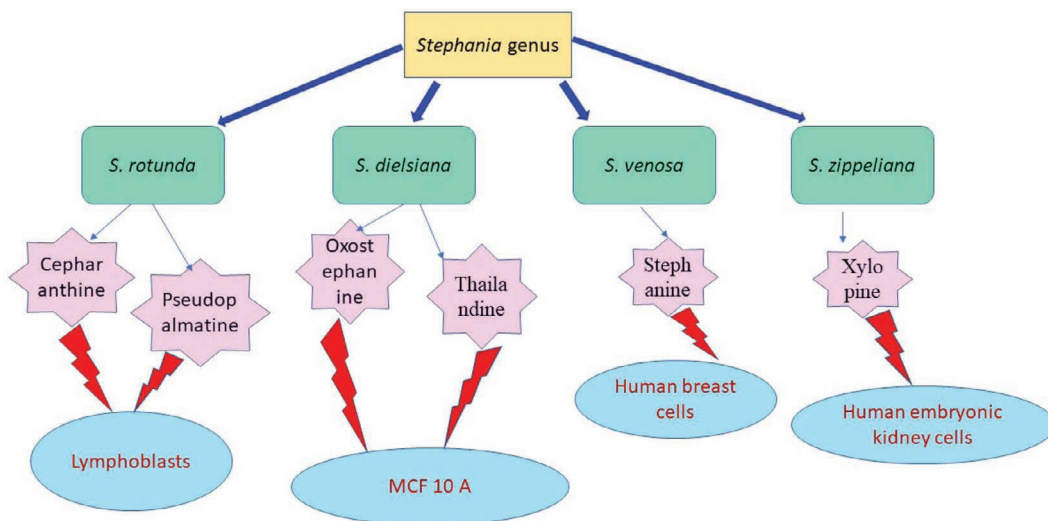 Stephania genus
S. rotunda
S. dielsiana
S. venosa
S. zippeliana
Cephar
anthine
Pseudop
almatine
Oxost
ephan
ine
Thaila
ndine
Steph
anine
Xylo
pine
Lymphoblasts
MCF 10 A
Human breast
cells
Human embryonic
kidney cells